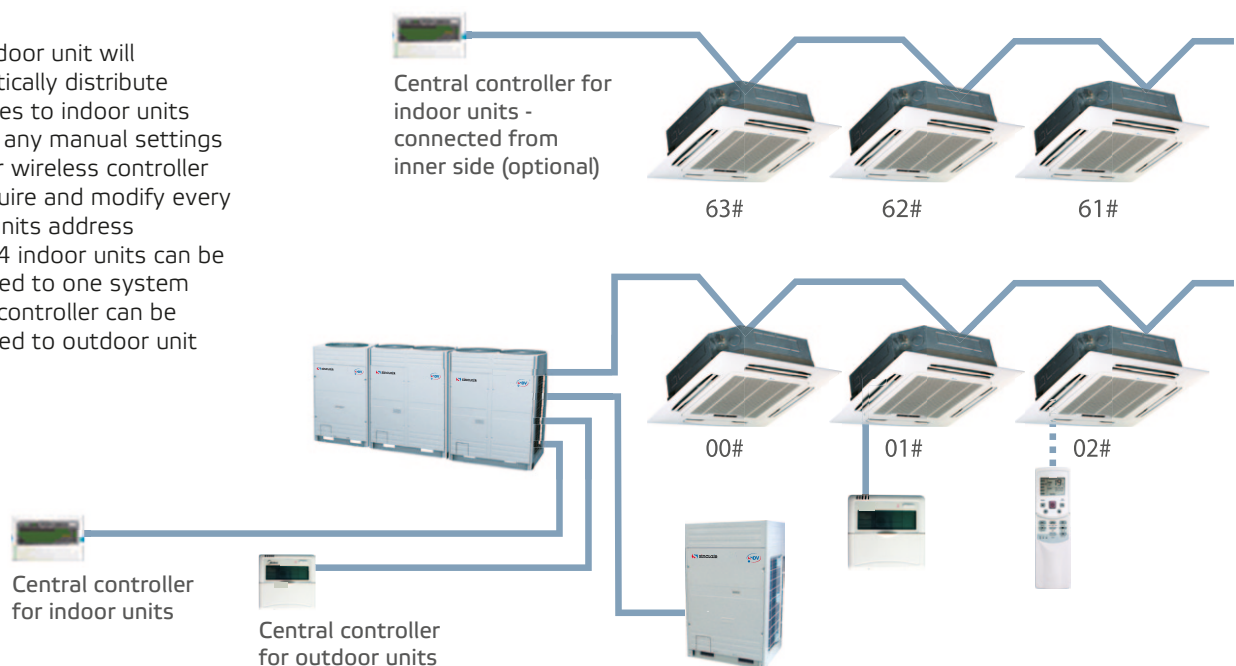 door unit will
tically distribute
es to indoor units
any manual settings
r wireless controller
uire and modify every
nits address
4 indoor units can be
ed to one system
controller can be
ed to outdoor unit
Central controller for
indoor units -
connected from
inner side (optional)
63#
62#
61#
00#
01#
02#
Central controller
for indoor units
Central controller
for outdoor units